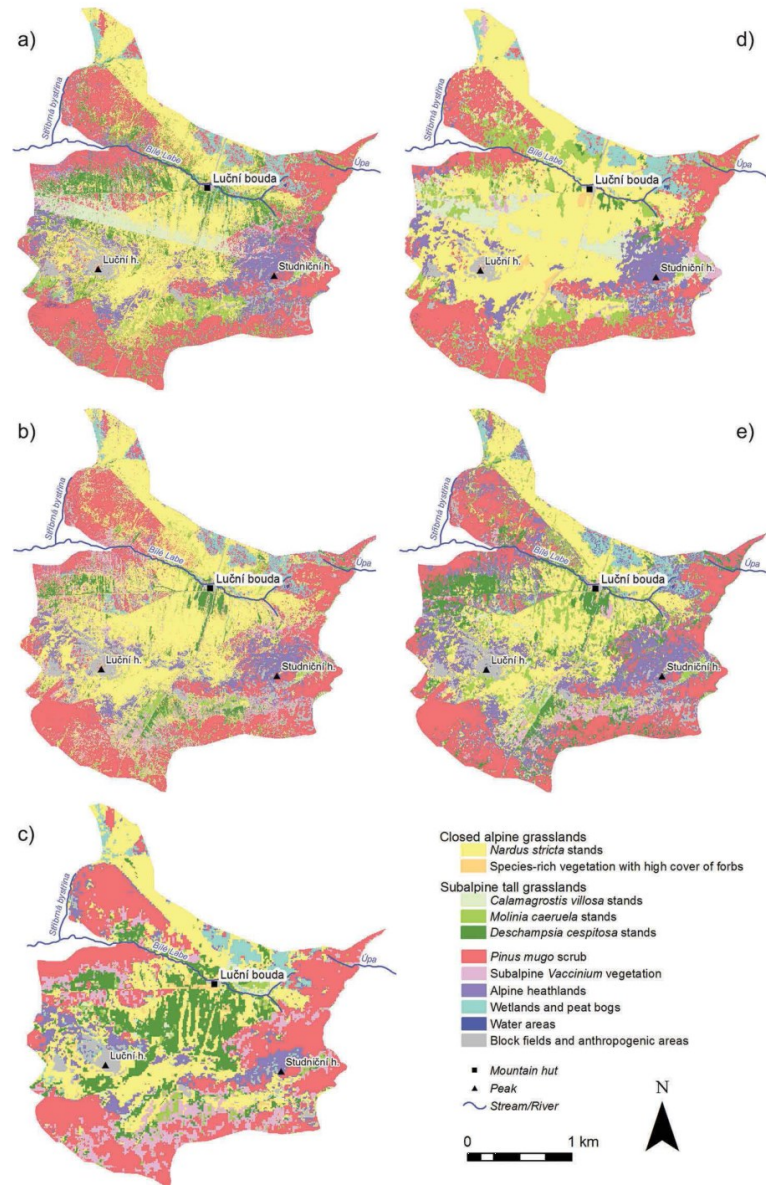 a)
Stříbrná bystřina
Bílé Labe
Úpa
Luční bouda
Luční h.
Studniční h.
d)
Stříbrná bystřina
Bílé Labe
Úpa
Luční bouda
Luční h.
Studniční h.
b)
Stříbrná bystřina
Bílé Labe
Úpa
Luční bouda
Luční h.
Studniční h.
e)
Stříbrná bystřina
Bílé Labe
Úpa
Luční bouda
Luční h.
Studniční h.
c)
Stříbrná bystřina
Bílé Labe
Úpa
Luční bouda
Luční h.
Studniční h.
Closed alpine grasslands
Nardus stricta stands
Species-rich vegetation with high cover of forbs
Subalpine tall grasslands
Calamagrostis villosa stands
Molinia caeruela stands
Deschampsia cespitosa stands
Pinus mugo scrub
Subalpine Vaccinium vegetation
Alpine heathlands
Wetlands and peat bogs
Water areas
Block fields and anthropogenic areas
Mountain hut
Peak
Stream/River
N
0 1 km